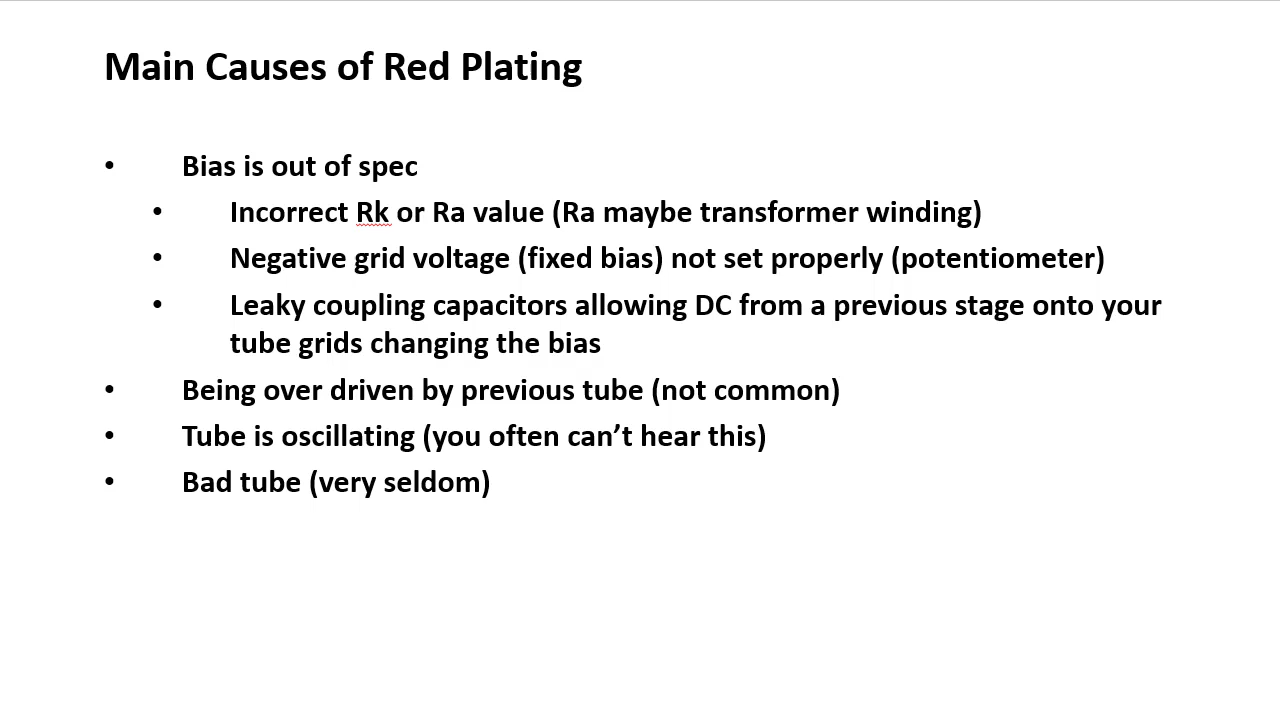 Main Causes of Red Plating
• Bias is out of spec
• Incorrect Rk or Ra value (Ra maybe transformer winding)
• Negative grid voltage (fixed bias) not set properly (potentiometer)
• Leaky coupling capacitors allowing DC from a previous stage onto your
tube grids changing the bias
• Being over driven by previous tube (not common)
• Tube is oscillating (you often can’t hear this)
• Bad tube (very seldom)